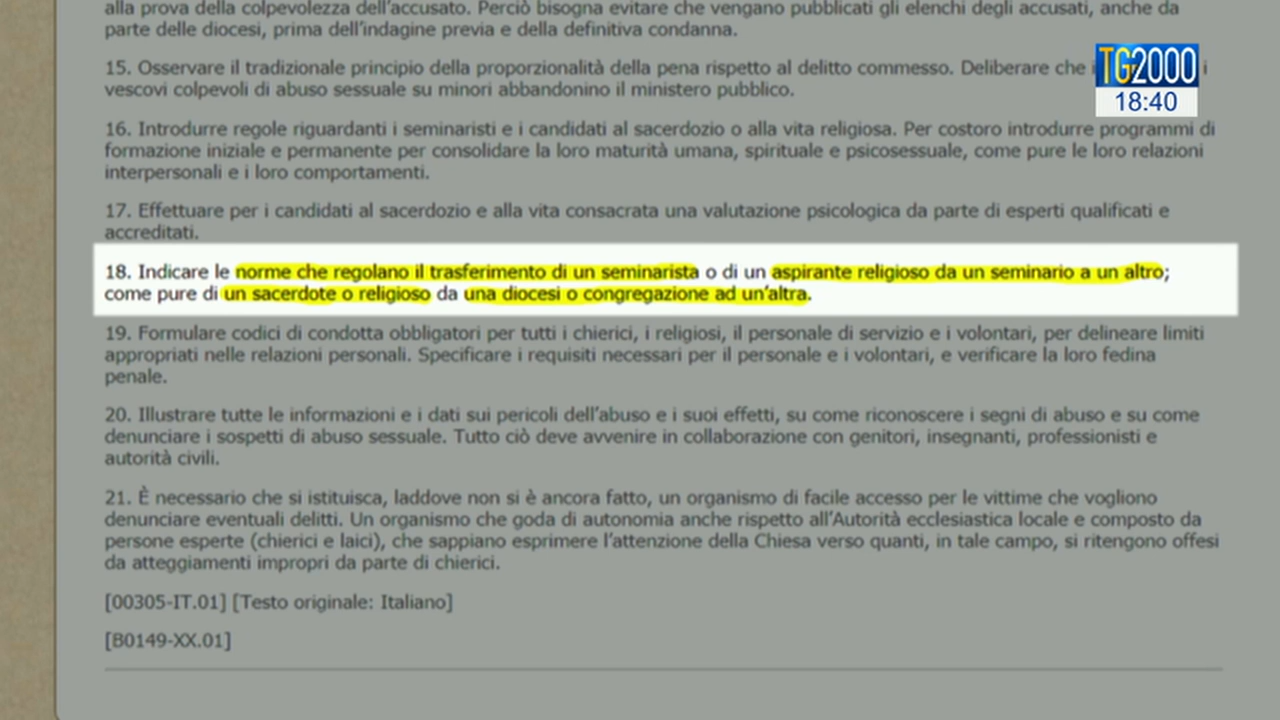 alla prova della colpevolezza dell'accusato. Perciò bisogna evitare che vengano pubblicati gli elenchi degli accusati, anche da
parte delle diocesi, prima dell'indagine previa e della definitiva condanna.
15. Osservare il tradizionale principio della proporzionalità della pena rispetto al delitto commesso. Deliberare che i
vescovi colpevoli di abuso sessuale su minori abbandonino il ministero pubblico.
TG2000
18:40
16. Introdurre regole riguardanti i seminaristi e i candidati al sacerdozio o alla vita religiosa. Per costoro introdurre programmi di
formazione iniziale e permanente per consolidare la loro maturità umana, spirituale e psicosessuale, come pure le loro relazioni
interpersonali e i loro comportamenti.
17. Effettuare per i candidati al sacerdozio e alla vita consacrata una valutazione psicologica da parte di esperti qualificati e
accreditati.
18. Indicare le norme che regolano il trasferimento di un seminarista o di un aspirante religioso da un seminario a un altro;
come pure di un sacerdote o religioso da una diocesi o congregazione ad un'altra.
19. Formulare codici di condotta obbligatori per tutti i chierici, i religiosi, il personale di servizio e i volontari, per delineare limiti
appropriati nelle relazioni personali. Specificare i requisiti necessari per il personale e i volontari, e verificare la loro fedina
penale.
20. Illustrare tutte le informazioni e i dati sui pericoli dell'abuso e i suoi effetti, su come riconoscere i segni di abuso e su come
denunciare i sospetti di abuso sessuale. Tutto ciò deve avvenire in collaborazione con genitori, insegnanti, professionisti e
autorità civili.
21. È necessario che si istituisca, laddove non si è ancora fatto, un organismo di facile accesso per le vittime che vogliono
denunciare eventuali delitti. Un organismo che goda di autonomia anche rispetto all'Autorità ecclesiastica locale e composto da
persone esperte (chierici e laici), che sappiano esprimere l'attenzione della Chiesa verso quanti, in tale campo, si ritengono offesi
da atteggiamenti impropri da parte di chierici.
[00305-IT.01] [Testo originale: Italiano]
[B0149-XX.01]